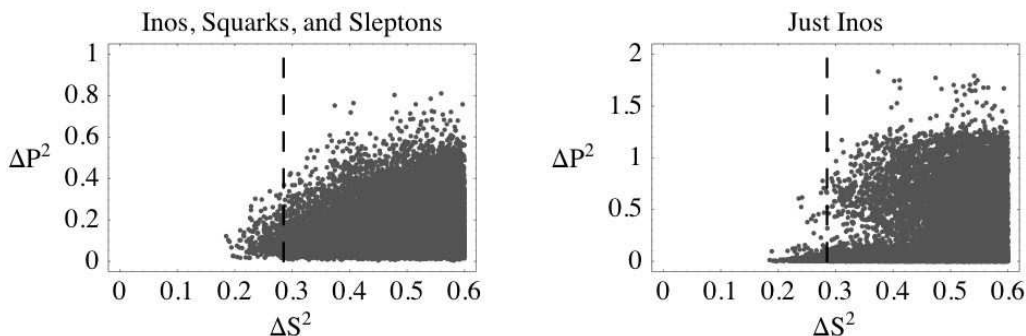 Inos, Squarks, and Sleptons
1
0.8
0.6
ΔP²
0.4
0.2
0
0 0.1 0.2 0.3 0.4 0.5 0.6
ΔS²
Just Inos
2
1.5
ΔP²
1
0.5
0
0 0.1 0.2 0.3 0.4 0.5 0.6
ΔS²